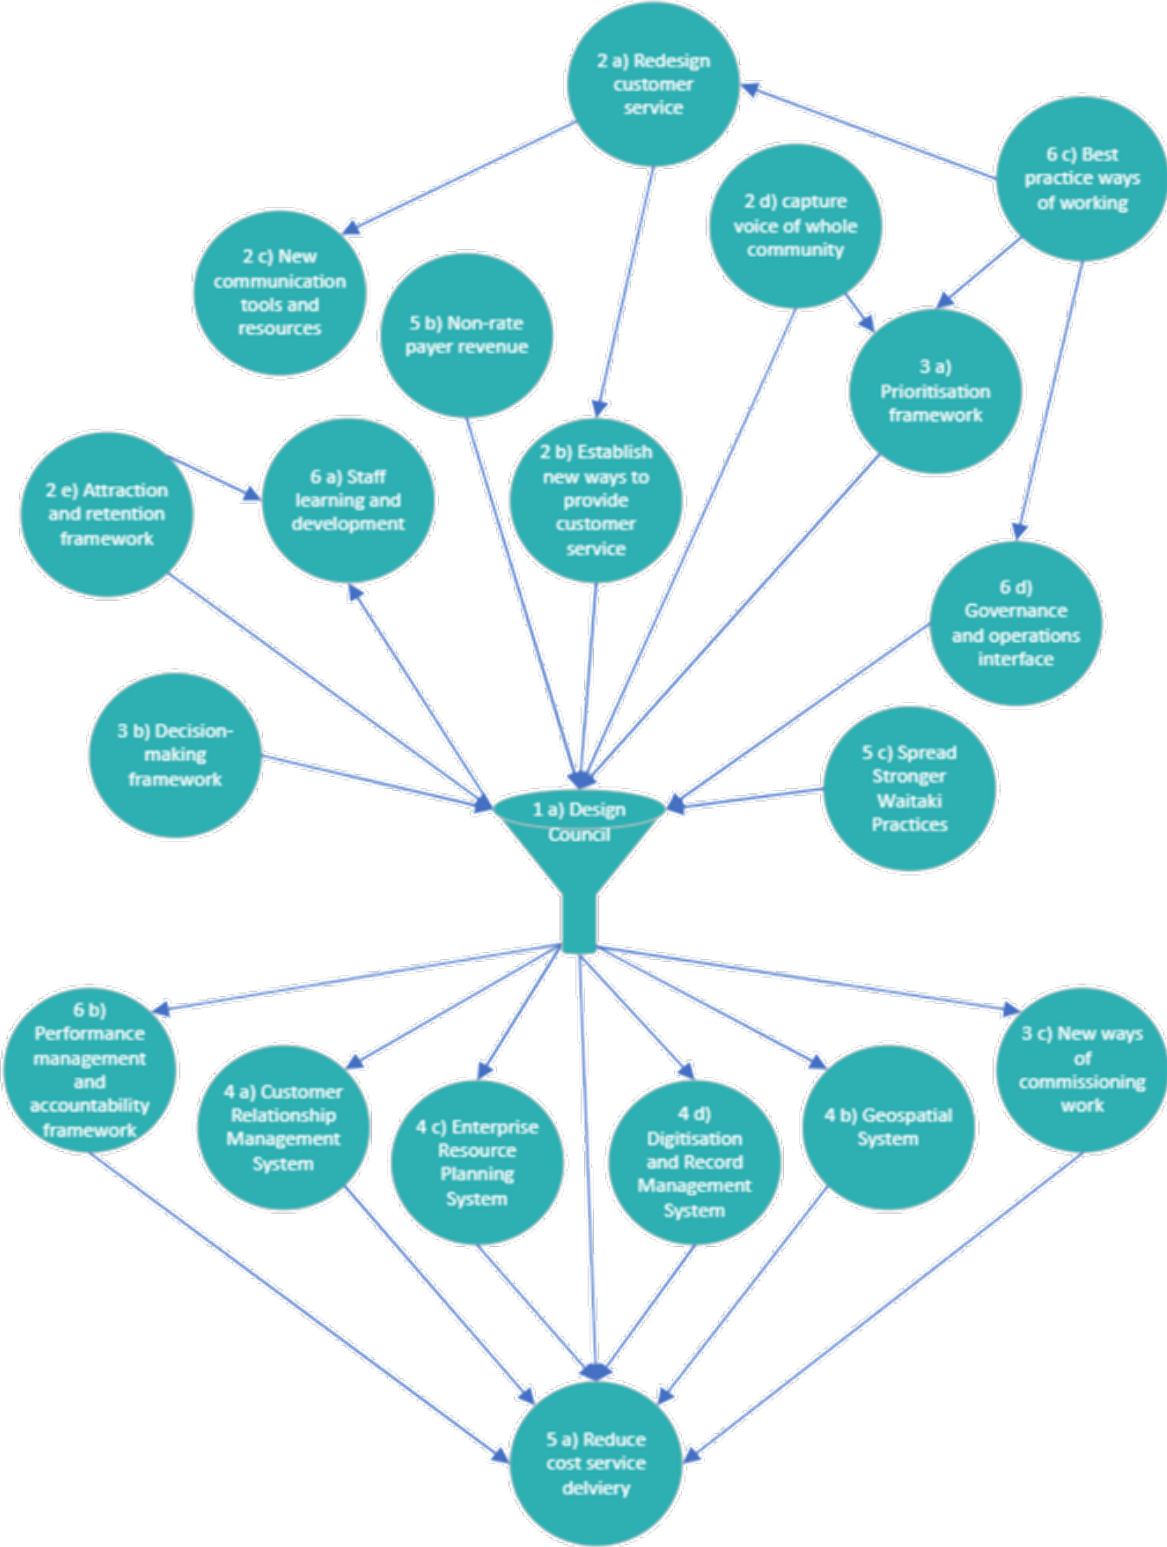 2 a) Redesign
customer
service
6 c) Best
practice ways
of working
2 d) capture
voice of whole
community
2 c) New
communication
tools and
resources
5 b) Non-rate
payer revenue
3 a)
Prioritisation
framework
2 b) Establish
new ways to
provide
customer
service
6 a) Staff
learning and
development
2 e) Attraction
and retention
framework
6 d)
Governance
and operations
interface
3 b) Decision-
making
framework
5 c) Spread
Stronger
Waitaki
Practices
1 a) Design
Council
6 b)
Performance
management
and
accountability
framework
4 a) Customer
Relationship
Management
System
4 c) Enterprise
Resource
Planning
System
4 d)
Digitisation
and Record
Management
System
4 b) Geospatial
System
3 c) New ways
of
commissioning
work
5 a) Reduce
cost service
delviery